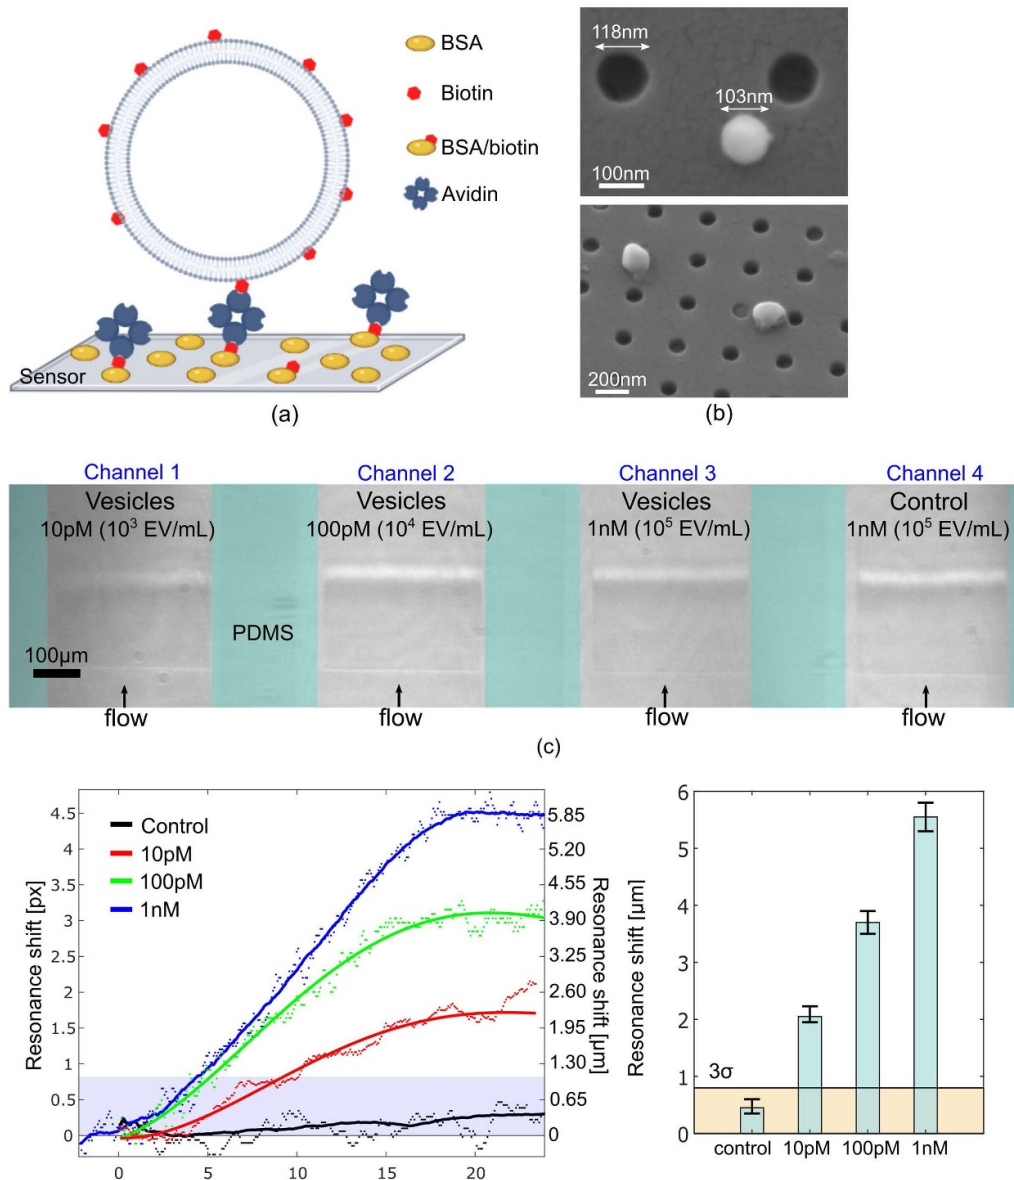 BSA
Biotin
BSA/biotin
Avidin
Sensor
(a)
118nm
103nm
100nm
200nm
(b)
Channel 1
Channel 2
Channel 3
Channel 4
Vesicles
10pM (10³ EV/mL)
Vesicles
100pM (10⁴ EV/mL)
Vesicles
1nM (10⁵ EV/mL)
Control
1nM (10⁵ EV/mL)
PDMS
100μm
flow
flow
flow
flow
(c)
Resonance shift [px]
4.5
4
3.5
3
2.5
2
1.5
1
0.5
0
Control
10pM
100pM
1nM
5.85
5.20
4.55
3.90
3.25
2.60
1.95
1.30
0.65
0
Resonance shift [μm]
0
5
10
15
20
Resonance shift [μm]
6
5
4
3
2
1
0
3σ
control
10pM
100pM
1nM